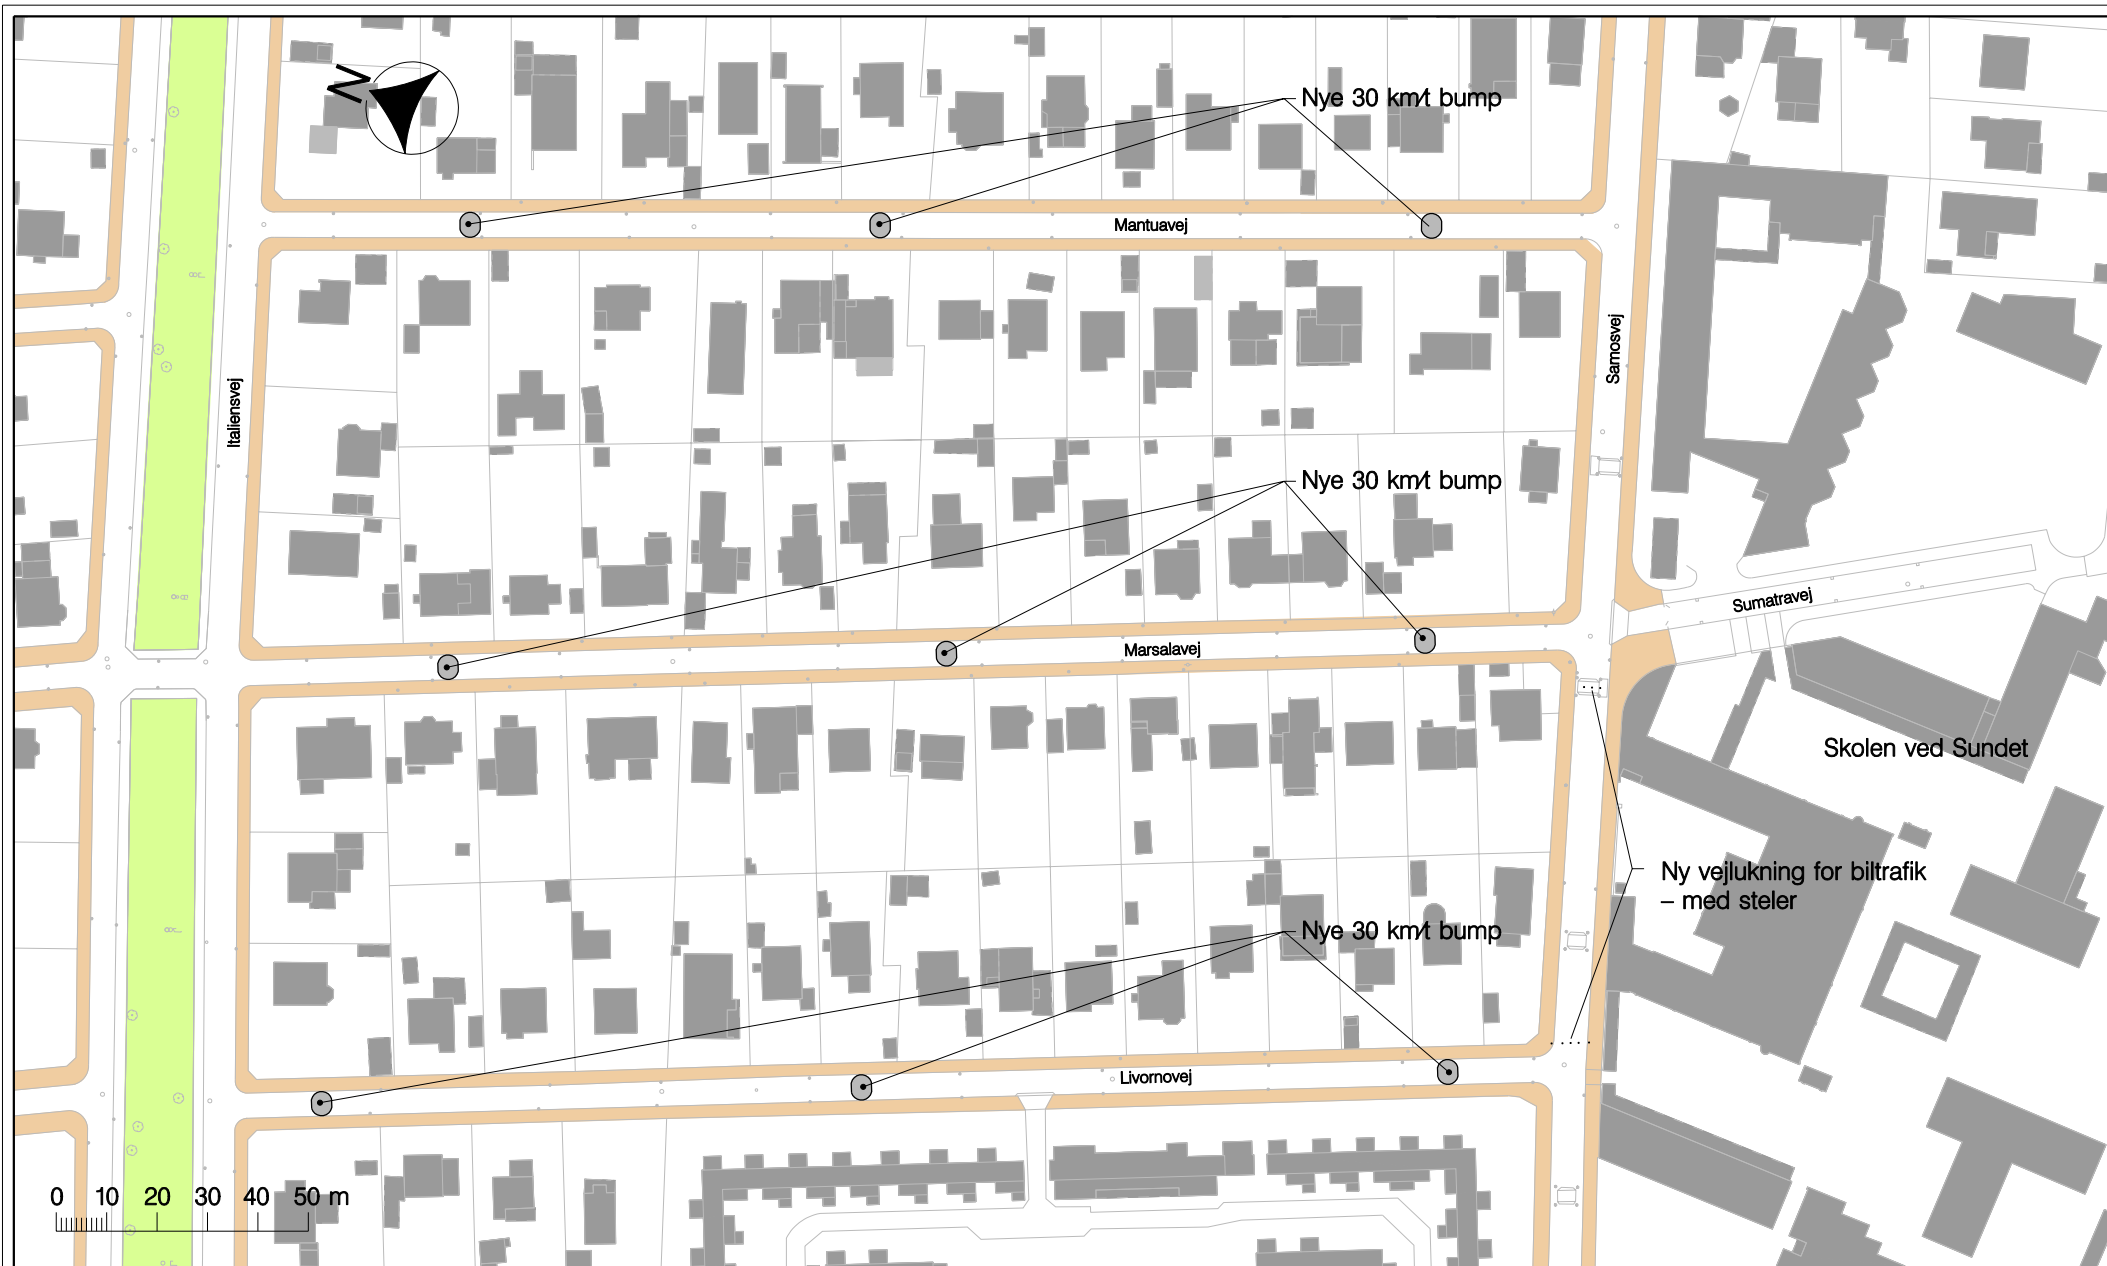 N
Nye 30 km/t bump
Mantuavej
Italiensvej
Samosvej
Nye 30 km/t bump
Sumatravej
Marsalavej
Skolen ved Sundet
Ny vejlukning for biltrafik
– med steler
Nye 30 km/t bump
Livornovej
0 10 20 30 40 50 m